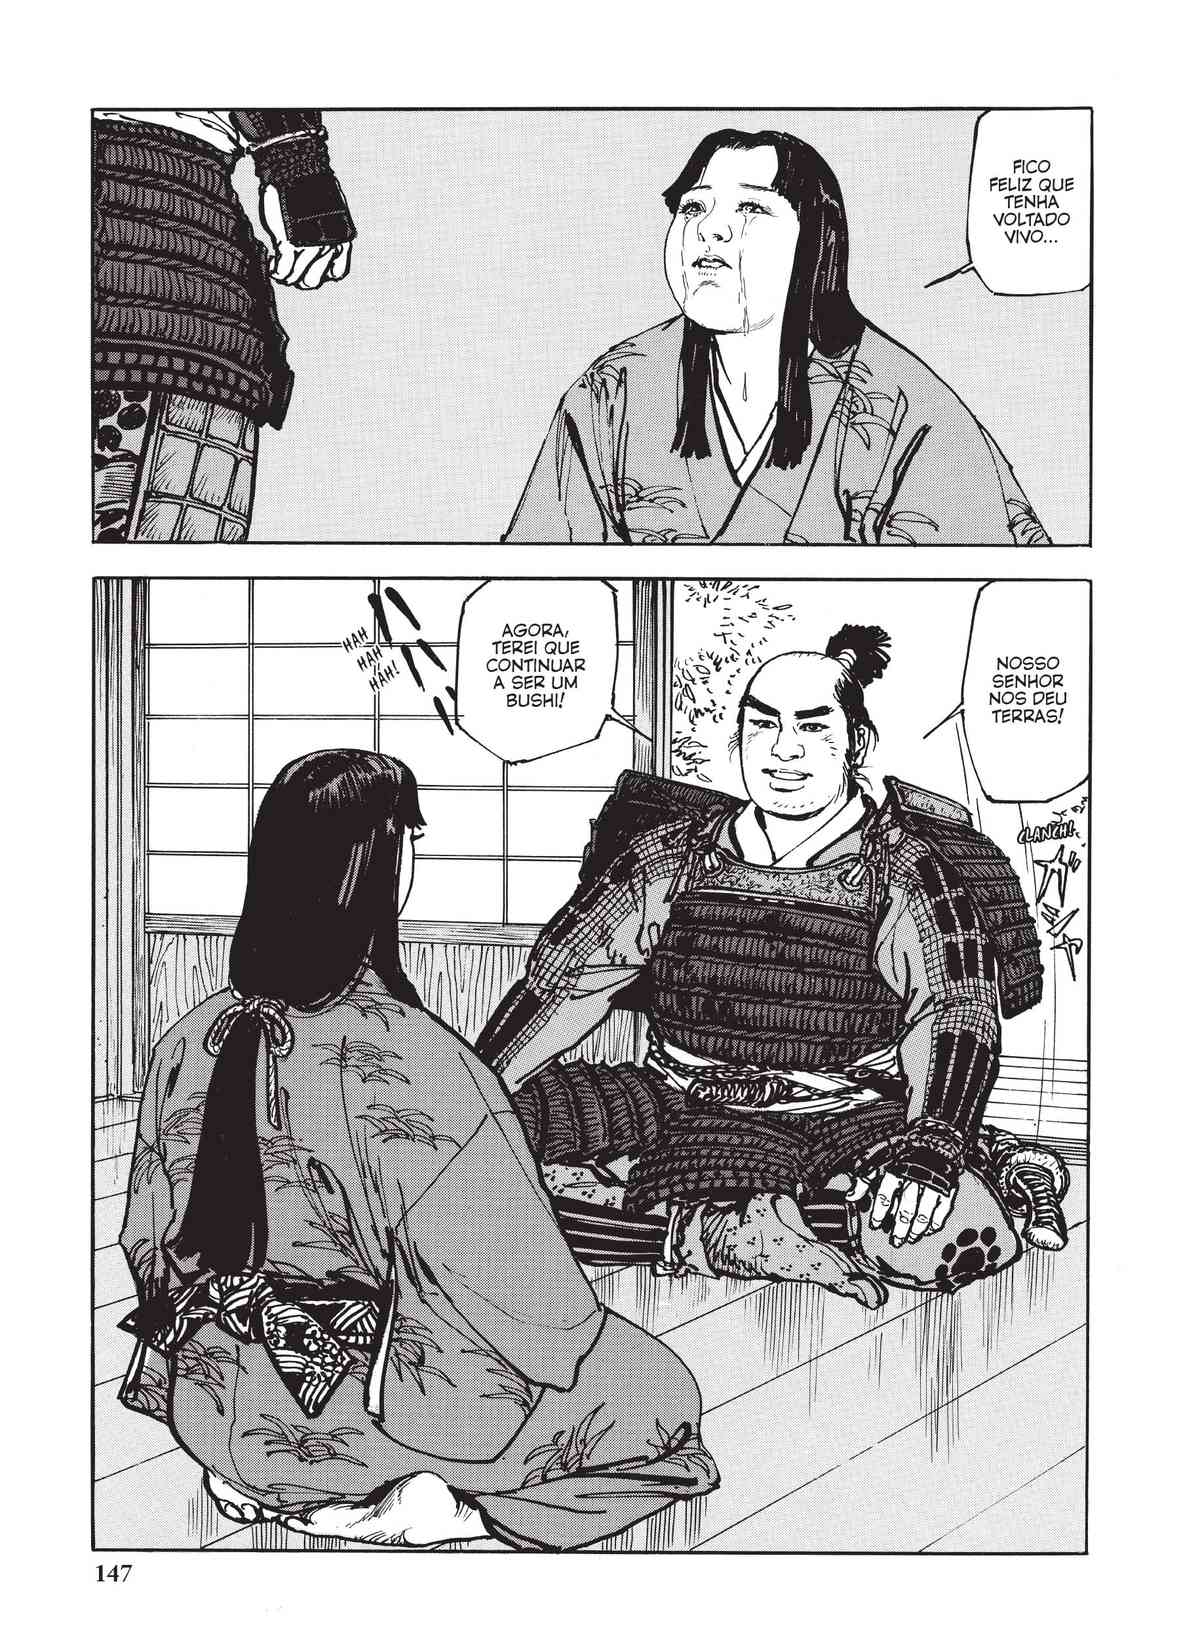 FICO
FELIZ QUE
TENHA
VOLTADO
VIVO...
NOSSO
SENHOR
NOS DEU
TERRAS!
AGORA,
TEREI QUE
CONTINUAR
A SER UM
BUSHI!
HAH
HAH
HAH!
CLANCH!
147